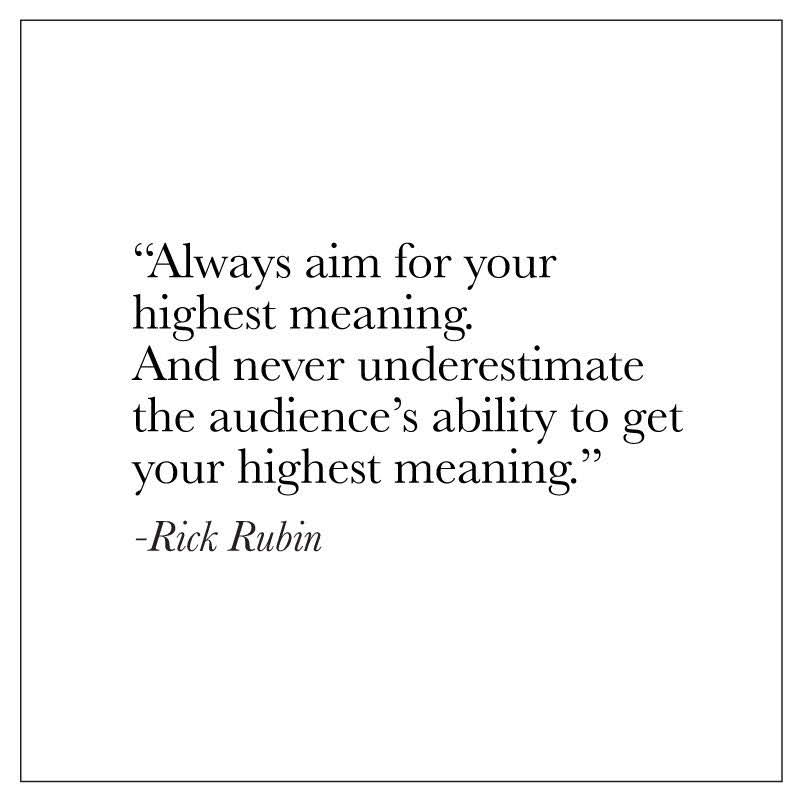 “Always aim for your
highest meaning.
And never underestimate
the audience’s ability to get
your highest meaning.”
-Rick Rubin